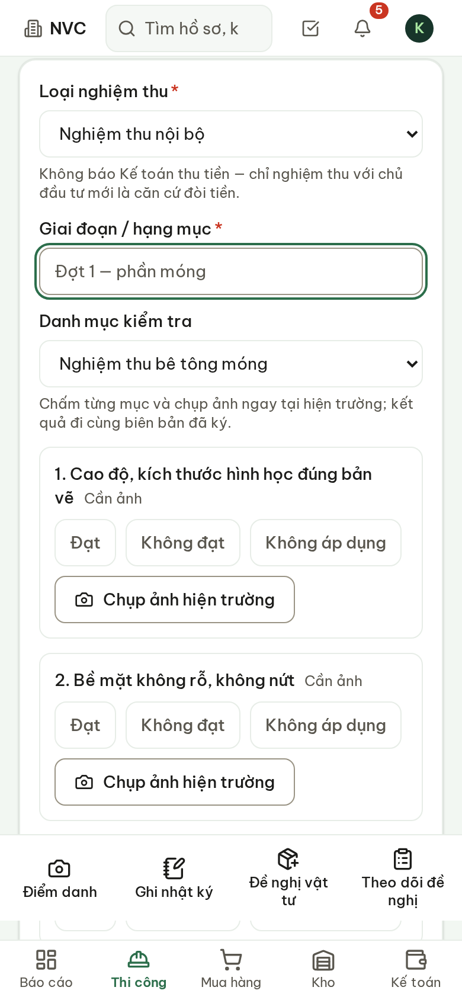 NVC
Tìm hồ sơ, k
5
K
Loại nghiệm thu *
Nghiệm thu nội bộ
Không báo Kế toán thu tiền — chỉ nghiệm thu với chủ
đầu tư mới là căn cứ đòi tiền.
Giai đoạn / hạng mục *
Đợt 1 — phần móng
Danh mục kiểm tra
Nghiệm thu bê tông móng
Chấm từng mục và chụp ảnh ngay tại hiện trường; kết
quả đi cùng biên bản đã ký.
1. Cao độ, kích thước hình học đúng bản
vẽ Cần ảnh
Đạt
Không đạt
Không áp dụng
Chụp ảnh hiện trường
2. Bề mặt không rỗ, không nứt Cần ảnh
Đạt
Không đạt
Không áp dụng
Chụp ảnh hiện trường
Điểm danh
Ghi nhật ký
Đề nghị vật
tư
Theo dõi đề
nghị
Báo cáo
Thi công
Mua hàng
Kho
Kế toán